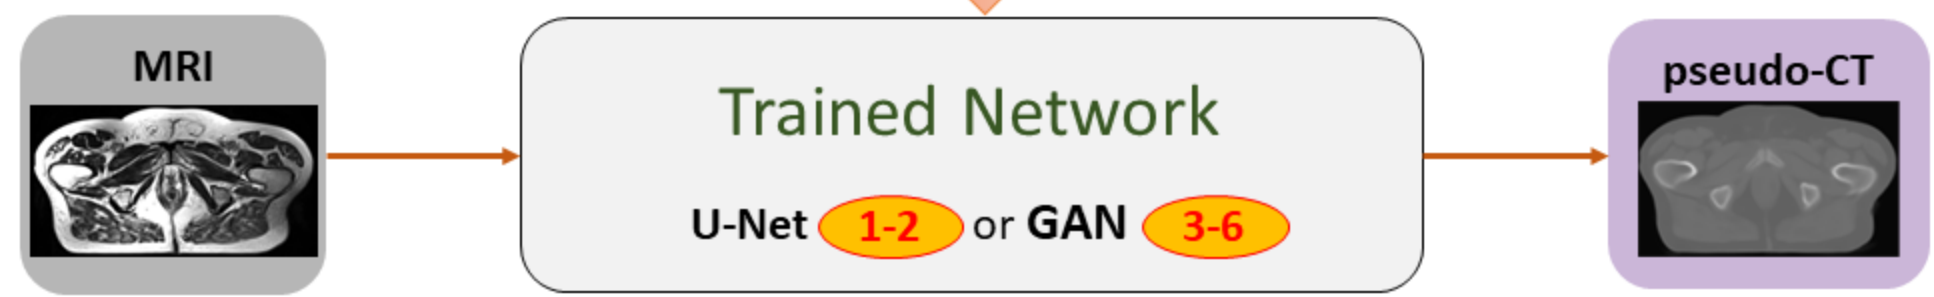 MRI
Trained Network
U-Net 1-2 or GAN 3-6
pseudo-CT